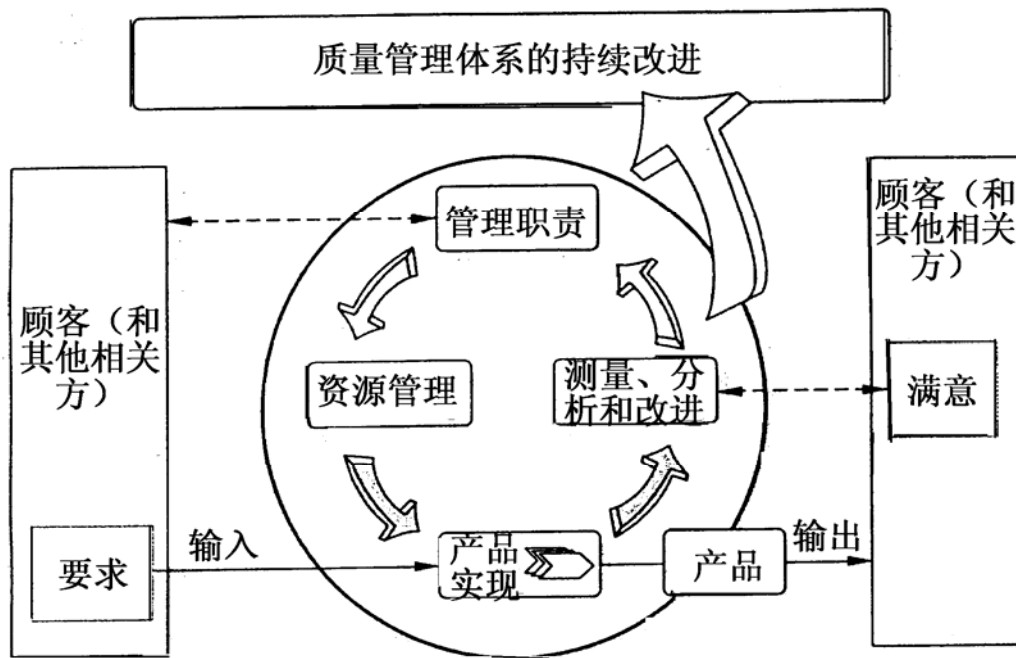 质量管理体系的持续改进
顾客（和
其他相关
方）
要求
输入
管理职责
资源管理
测量、分
析和改进
产品
实现
产品
输出
顾客（和
其他相关
方）
满意